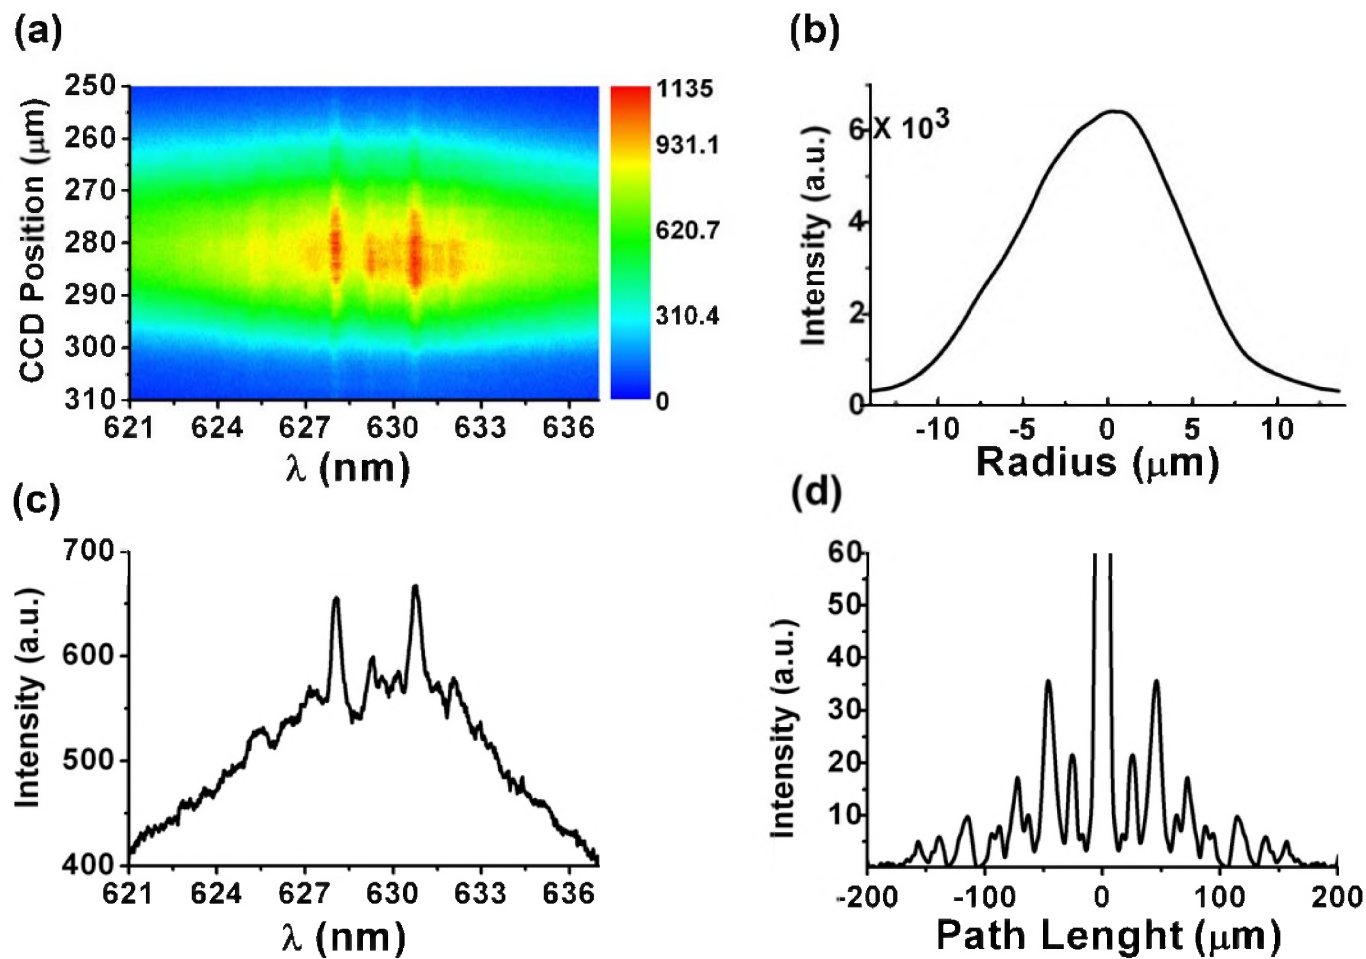 (a)
CCD Position (μm)
250
260
270
280
290
300
310
621 624 627 630 633 636
λ (nm)
1135
931.1
620.7
310.4
0
(b)
Intensity (a.u.)
X 10³
6
4
2
0
-10 -5 0 5 10
Radius (μm)
(c)
Intensity (a.u.)
700
600
500
400
621 624 627 630 633 636
λ (nm)
(d)
Intensity (a.u.)
60
50
40
30
20
10
-200 -100 0 100 200
Path Lenght (μm)